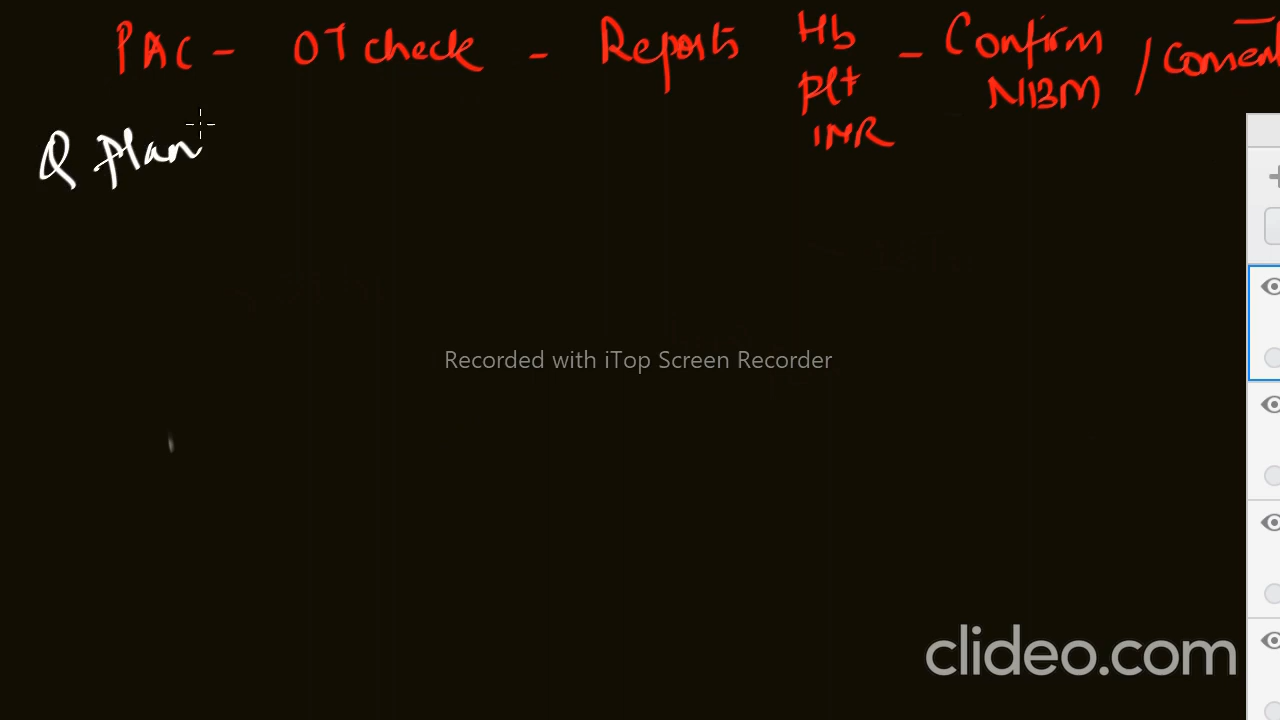 PAC - OT check - Reports Hb - Confirm / Consent
Plt NBM
INR
Q Plan
Recorded with iTop Screen Recorder
clideo.com